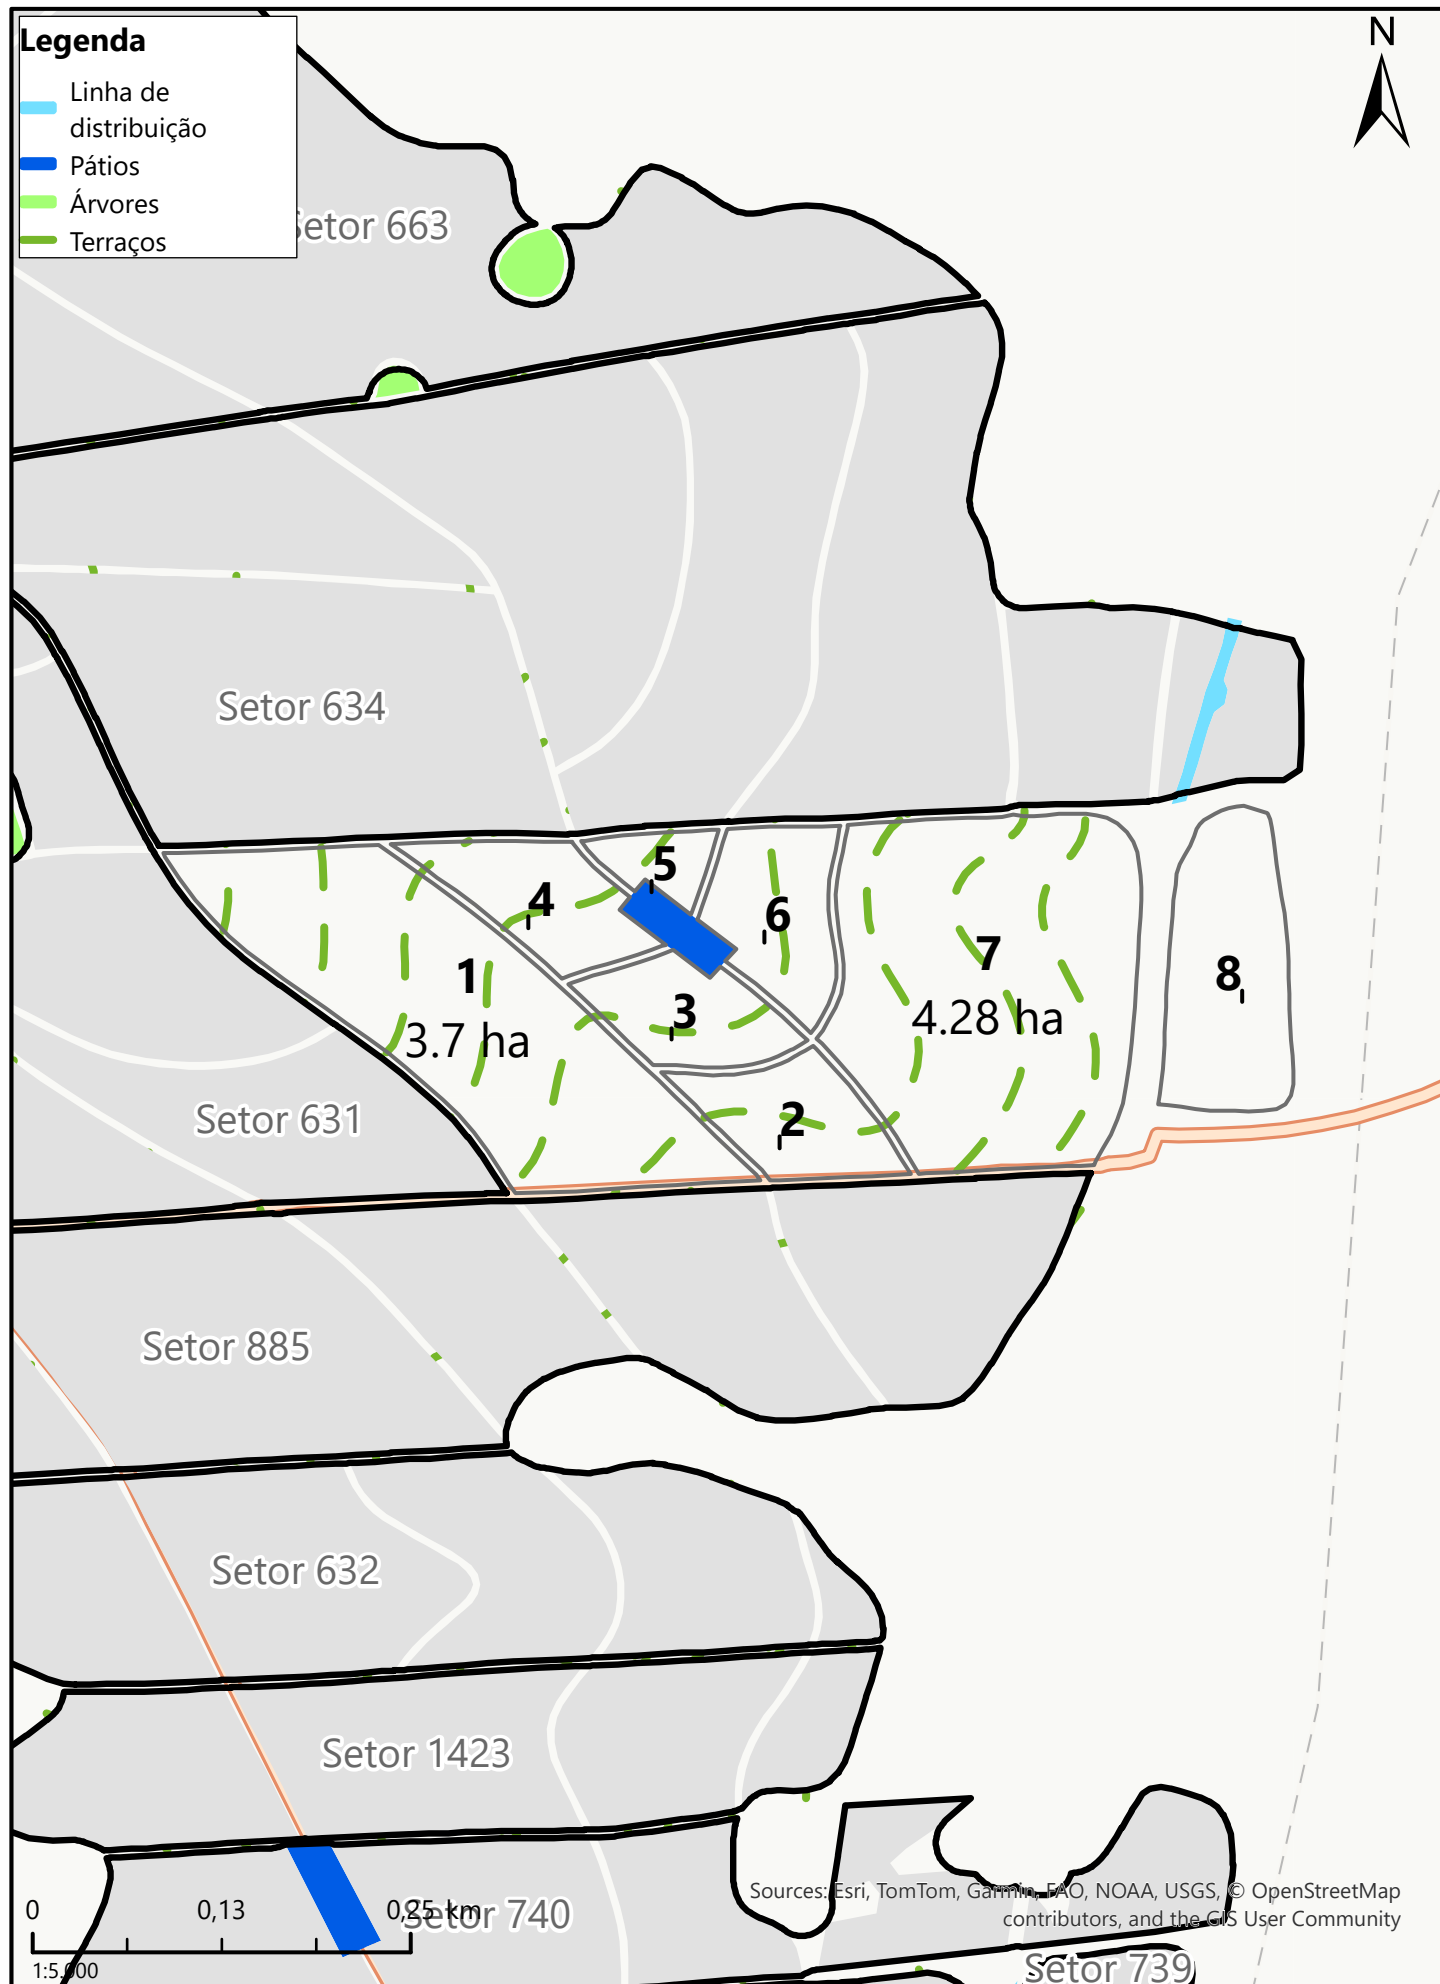 Legenda
Linha de
distribuição
Pátios
Árvores
Terraços
N
Setor 663
Setor 634
5
4
6
7
4.28 ha
1
3.7 ha
3
8
2
Setor 631
Setor 885
Setor 632
Setor 1423
Setor 740
Setor 739
0 0,13 0,25 km
1:5.000
Sources: Esri, TomTom, Garmin, FAO, NOAA, USGS, © OpenStreetMap
contributors, and the GIS User Community